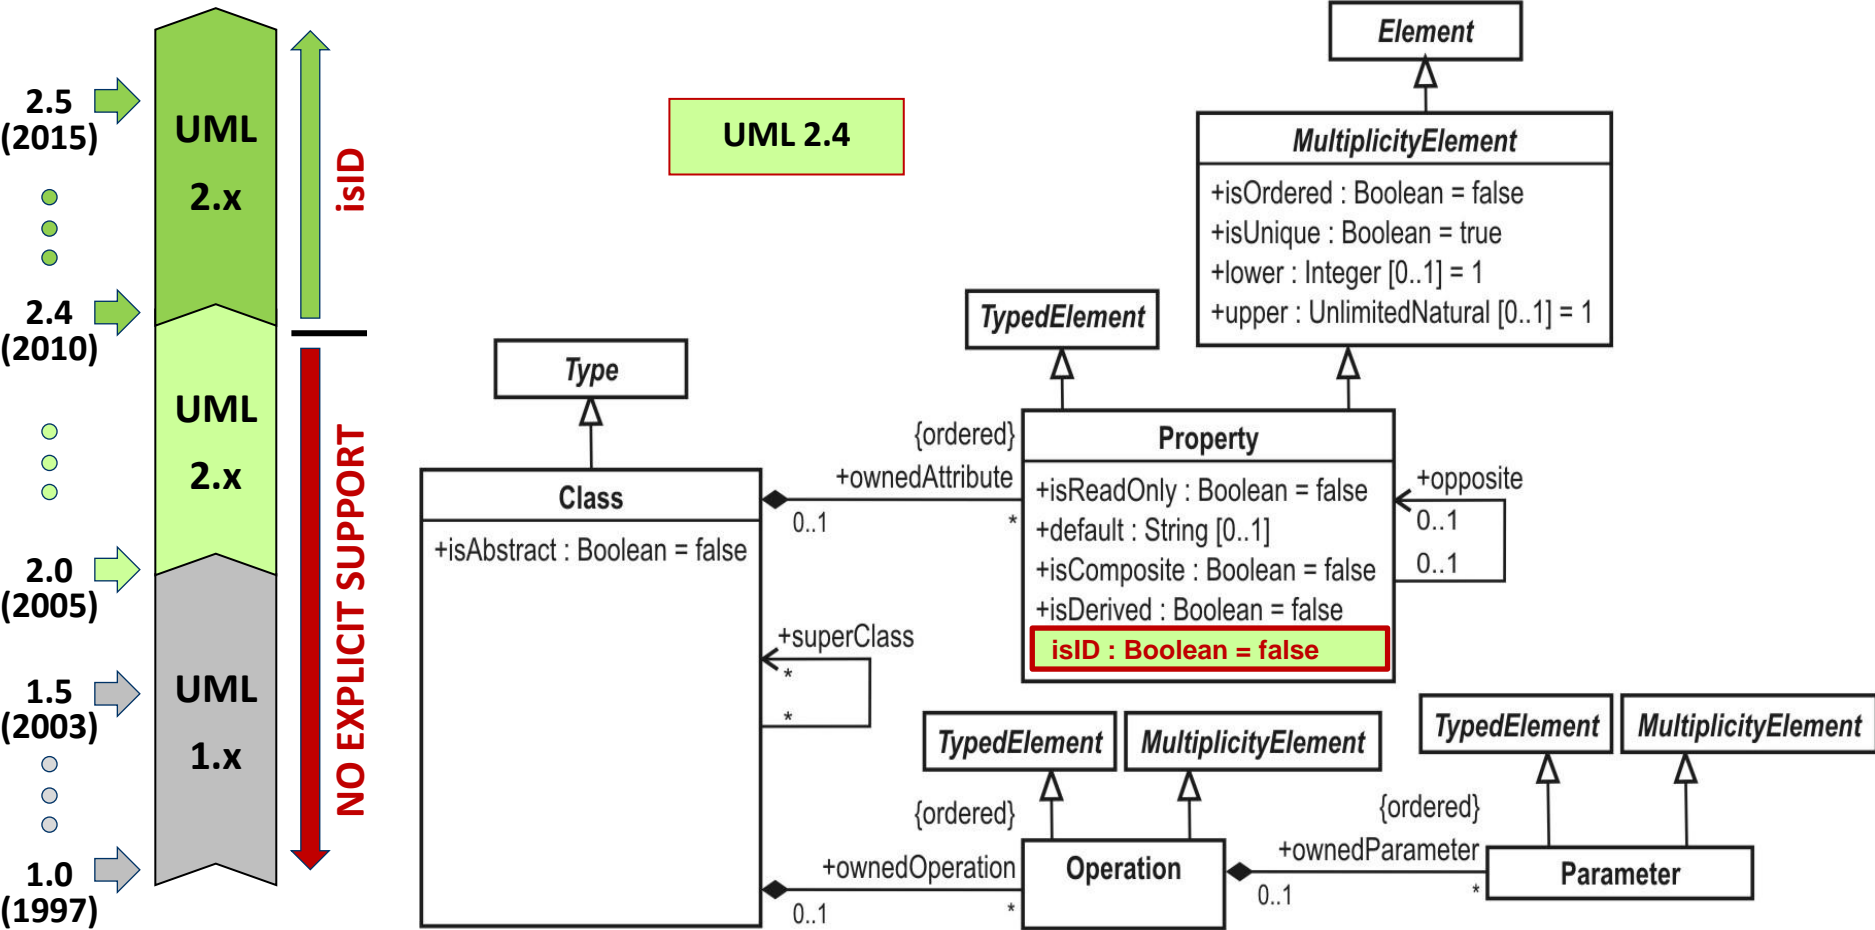 2.5
(2015)
2.4
(2010)
2.0
(2005)
1.5
(2003)
1.0
(1997)
UML
2.x
UML
2.x
UML
1.x
isID
NO EXPLICIT SUPPORT
UML 2.4
Element
MultiplicityElement
+isOrdered : Boolean = false
+isUnique : Boolean = true
+lower : Integer [0..1] = 1
+upper : UnlimitedNatural [0..1] = 1
TypedElement
Type
Class
+isAbstract : Boolean = false
{ordered}
+ownedAttribute
0..1
*
Property
+isReadOnly : Boolean = false
+default : String [0..1]
+isComposite : Boolean = false
+isDerived : Boolean = false
isID : Boolean = false
+opposite
0..1
0..1
+superClass
*
*
TypedElement
MultiplicityElement
TypedElement
MultiplicityElement
{ordered}
+ownedOperation
0..1
*
Operation
{ordered}
+ownedParameter
0..1
*
Parameter